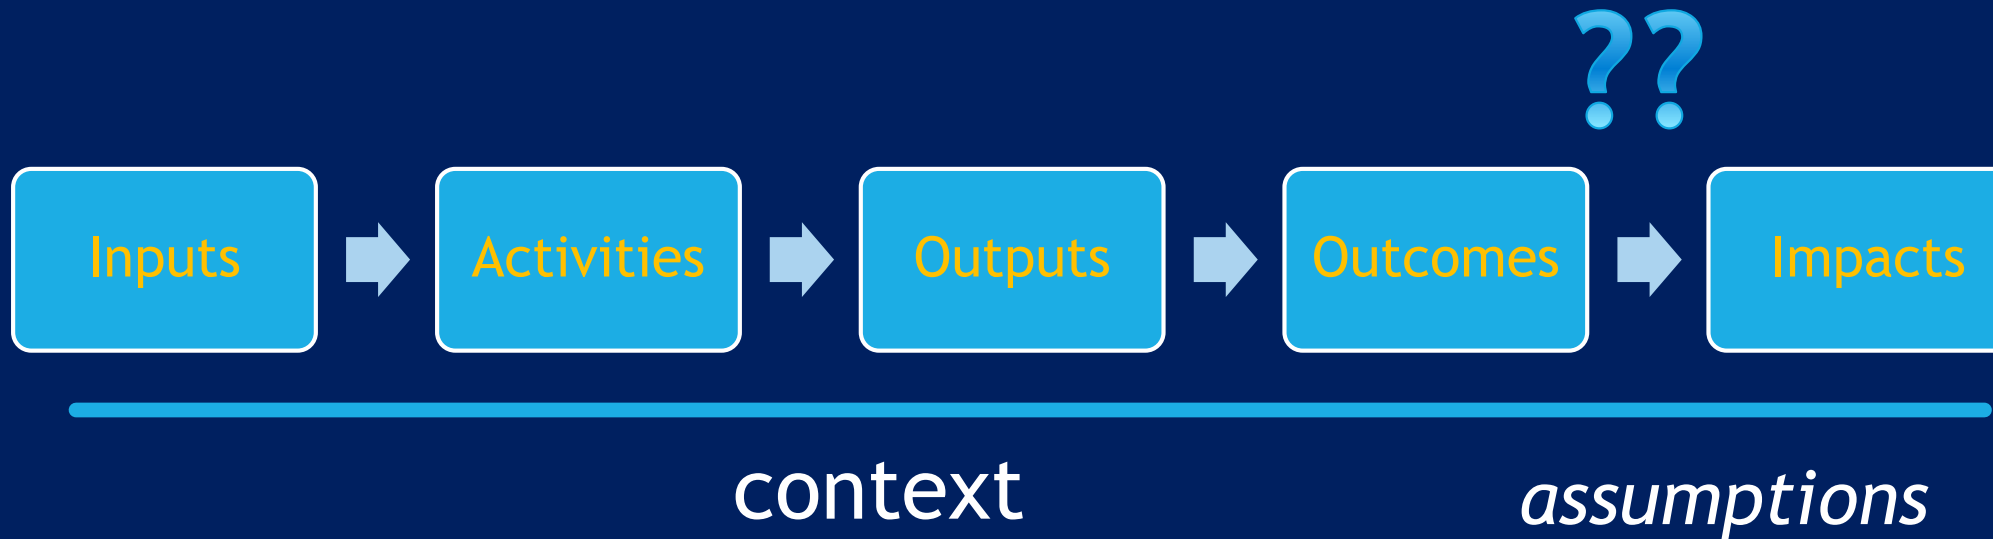 ??
Inputs Activities Outputs Outcomes Impacts
context
assumptions